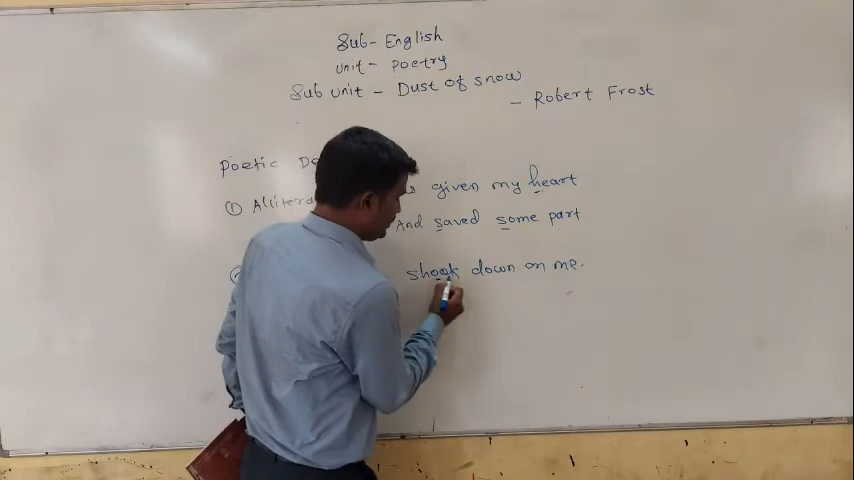 Sub- English
Unit - Poetry
Sub unit - Dust of snow
- Robert Frost
Poetic
① given my heart
And saved some part
shook down on me.